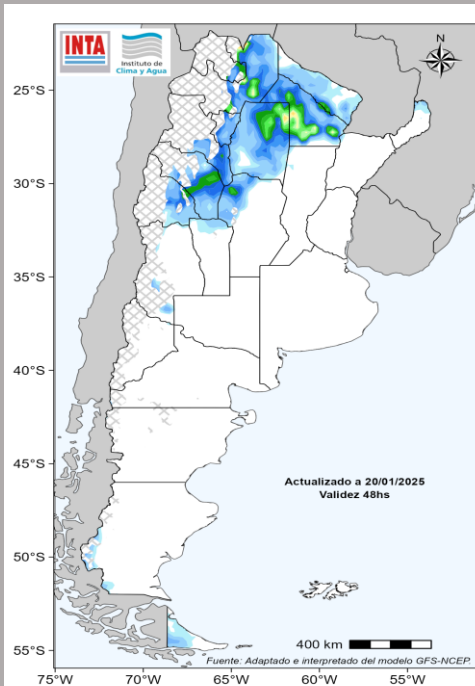 INTA
Instituto de
Clima y Agua
N
25°S
30°S
35°S
40°S
45°S
50°S
55°S
Actualizado a 20/01/2025
Validez 48hs
400 km
Fuente: Adaptado e interpretado del modelo GFS-NCEP.
75°W
70°W
65°W
60°W
55°W